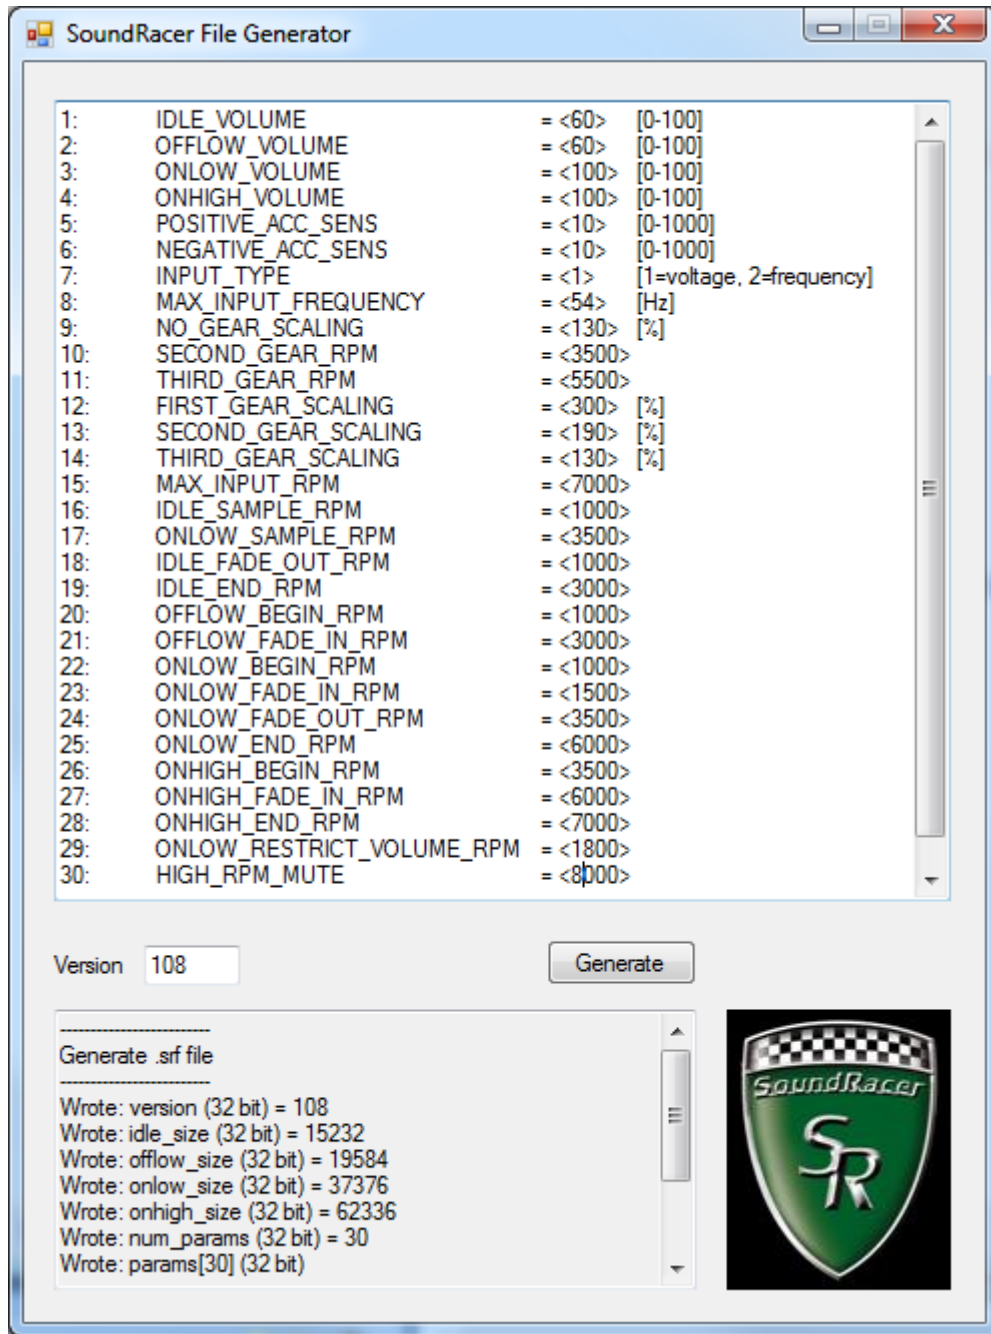 SoundRacer File Generator
1: IDLE_VOLUME = <60> [0-100]
2: OFFLOW_VOLUME = <60> [0-100]
3: ONLOW_VOLUME = <100> [0-100]
4: ONHIGH_VOLUME = <100> [0-100]
5: POSITIVE_ACC_SENS = <10> [0-1000]
6: NEGATIVE_ACC_SENS = <10> [0-1000]
7: INPUT_TYPE = <1> [1=voltage, 2=frequency]
8: MAX_INPUT_FREQUENCY = <54> [Hz]
9: NO_GEAR_SCALING = <130> [%]
10: SECOND_GEAR_RPM = <3500>
11: THIRD_GEAR_RPM = <5500>
12: FIRST_GEAR_SCALING = <300> [%]
13: SECOND_GEAR_SCALING = <190> [%]
14: THIRD_GEAR_SCALING = <130> [%]
15: MAX_INPUT_RPM = <7000>
16: IDLE_SAMPLE_RPM = <1000>
17: ONLOW_SAMPLE_RPM = <3500>
18: IDLE_FADE_OUT_RPM = <1000>
19: IDLE_END_RPM = <3000>
20: OFFLOW_BEGIN_RPM = <1000>
21: OFFLOW_FADE_IN_RPM = <3000>
22: ONLOW_BEGIN_RPM = <1000>
23: ONLOW_FADE_IN_RPM = <1500>
24: ONLOW_FADE_OUT_RPM = <3500>
25: ONLOW_END_RPM = <6000>
26: ONHIGH_BEGIN_RPM = <3500>
27: ONHIGH_FADE_IN_RPM = <6000>
28: ONHIGH_END_RPM = <7000>
29: ONLOW_RESTRICT_VOLUME_RPM = <1800>
30: HIGH_RPM_MUTE = <8000>
Version 108 Generate
-------------------------
Generate .srf file
-------------------------
Wrote: version (32 bit) = 108
Wrote: idle_size (32 bit) = 15232
Wrote: offlow_size (32 bit) = 19584
Wrote: onlow_size (32 bit) = 37376
Wrote: onhigh_size (32 bit) = 62336
Wrote: num_params (32 bit) = 30
Wrote: params[30] (32 bit)
SoundRacer
SR